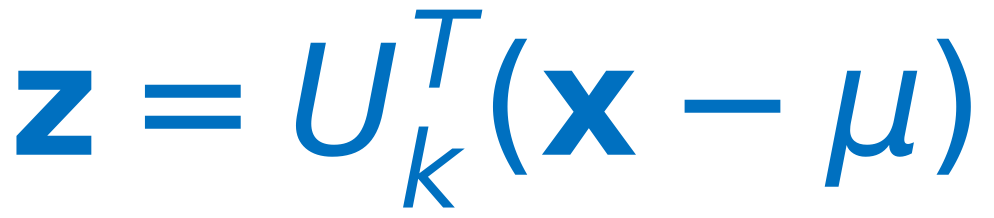 𝐳 = U_k^T(𝐱 − μ)